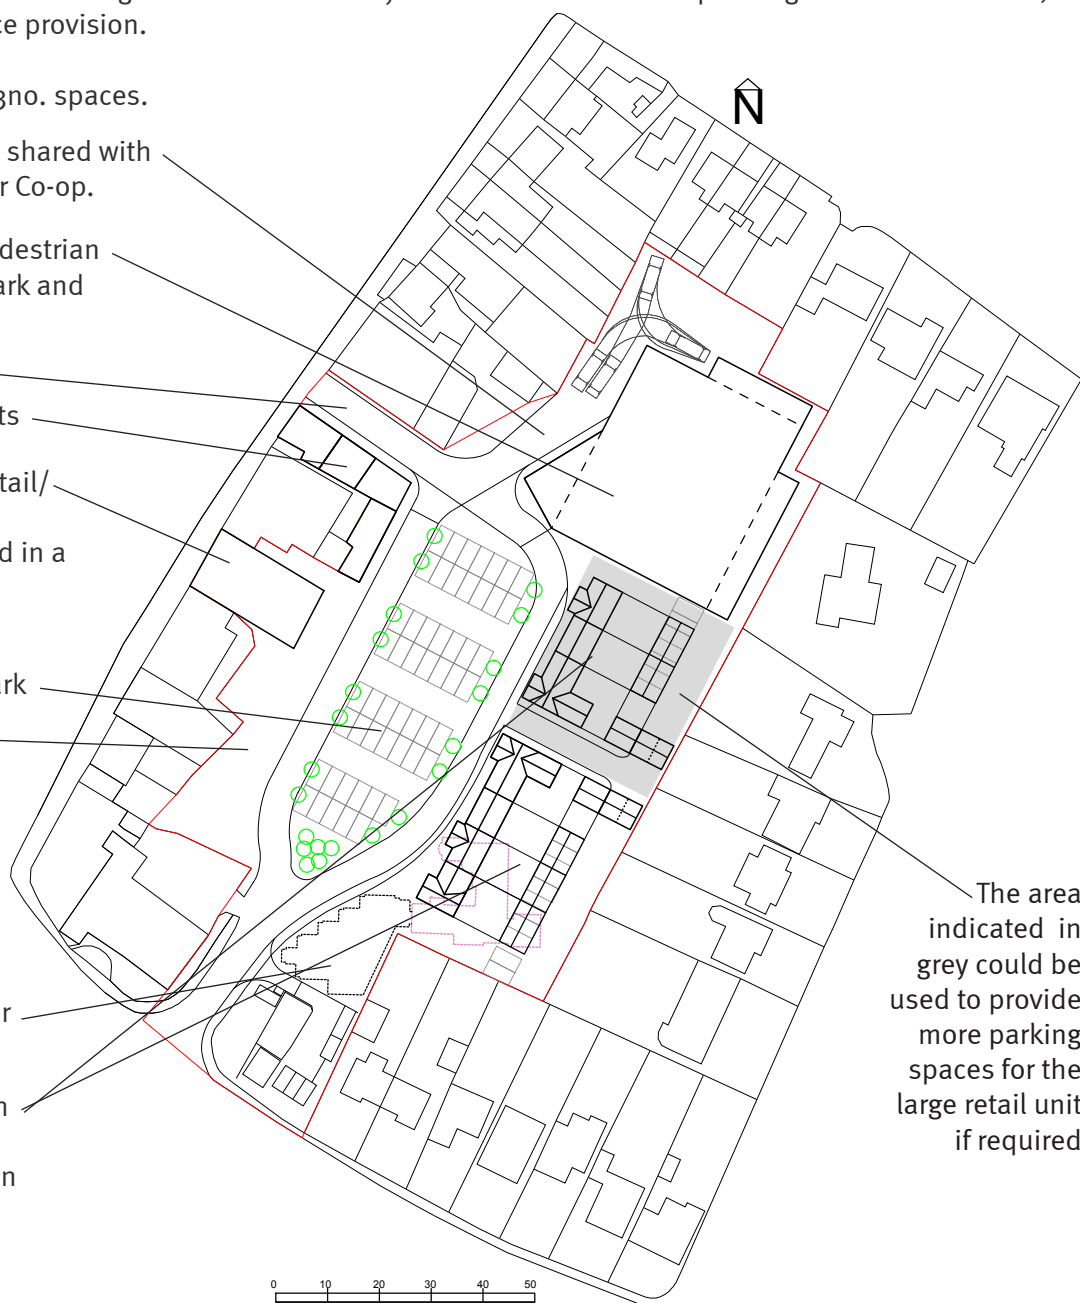 ce provision.
3no. spaces.
N
shared with
r Co-op.
destrian
ark and
ts
tail/
d in a
ark
The area
indicated in
grey could be
used to provide
more parking
spaces for the
large retail unit
if required
r
n
n
0 10 20 30 40 50